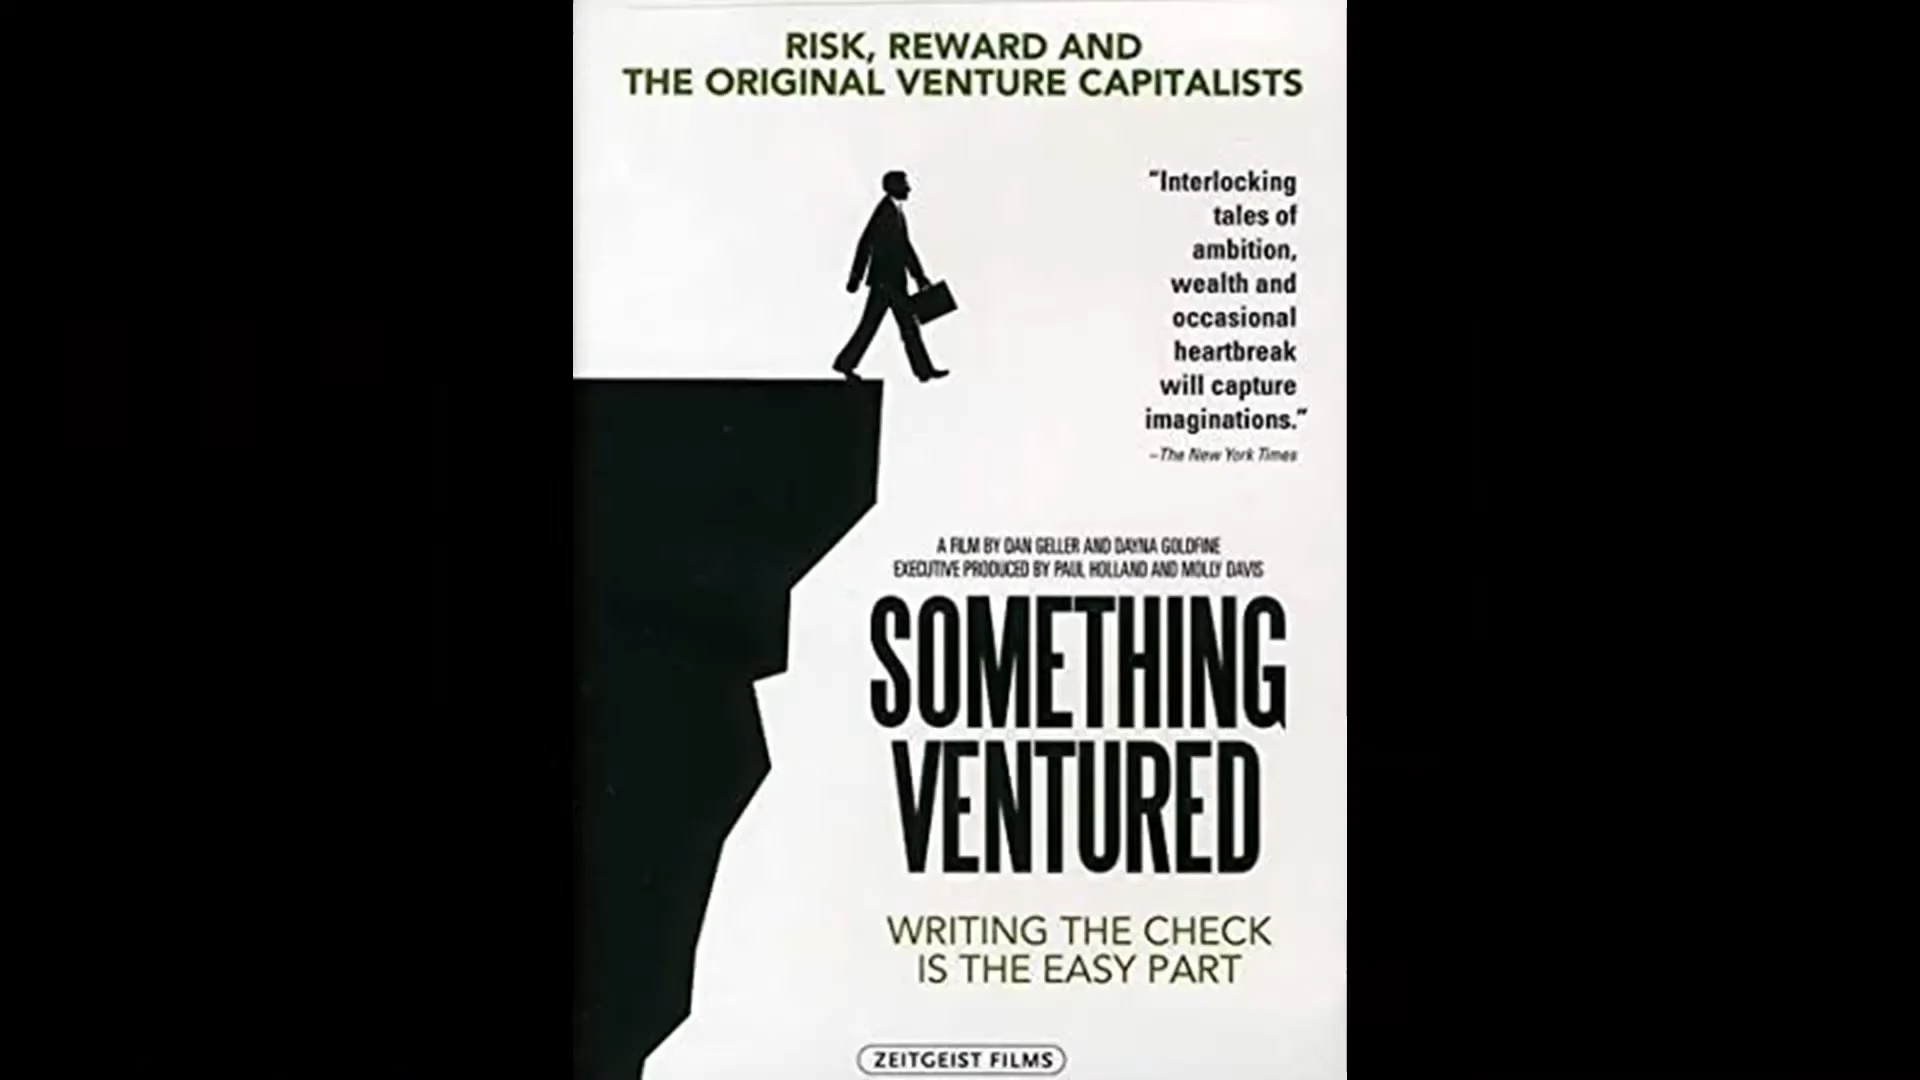 RISK, REWARD AND
THE ORIGINAL VENTURE CAPITALISTS
"Interlocking
tales of
ambition,
wealth and
occasional
heartbreak
will capture
imaginations."
–The New York Times
A FILM BY DAN GELLER AND DAYNA GOLDFINE
EXECUTIVE PRODUCED BY PAUL HOLLAND AND MOLLY DAVIS
SOMETHING
VENTURED
WRITING THE CHECK
IS THE EASY PART
ZEITGEIST FILMS